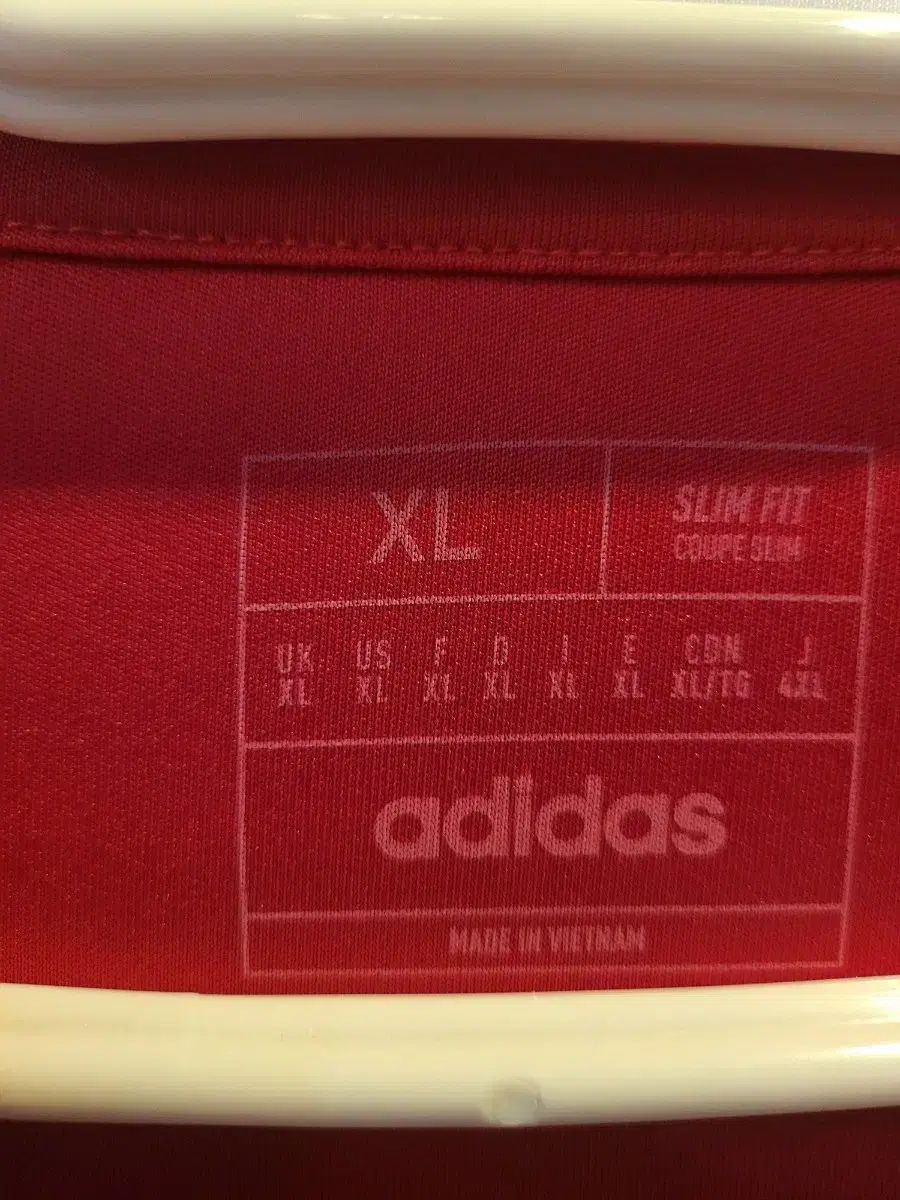 XL
SLIM FIT
COUPE SLIM
UK US F D I E CDN J
XL XL XL XL XL XL XL/TG 4XL
adidas
MADE IN VIETNAM